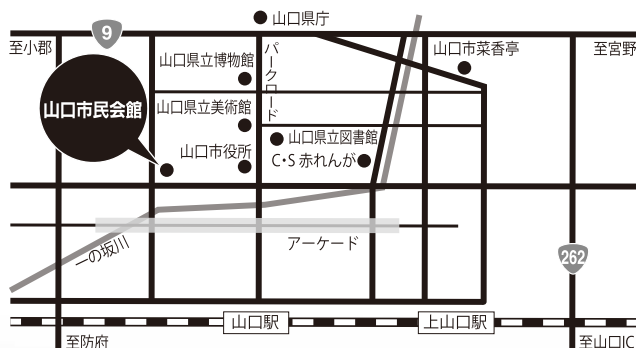 山口県庁
9
至小郡
パークロード
山口市菜香亭
至宮野
山口県立博物館
山口市民会館
山口県立美術館
山口県立図書館
山口市役所
C・S赤れんが
アーケード
一の坂川
262
山口駅
上山口駅
至防府
至山口IC